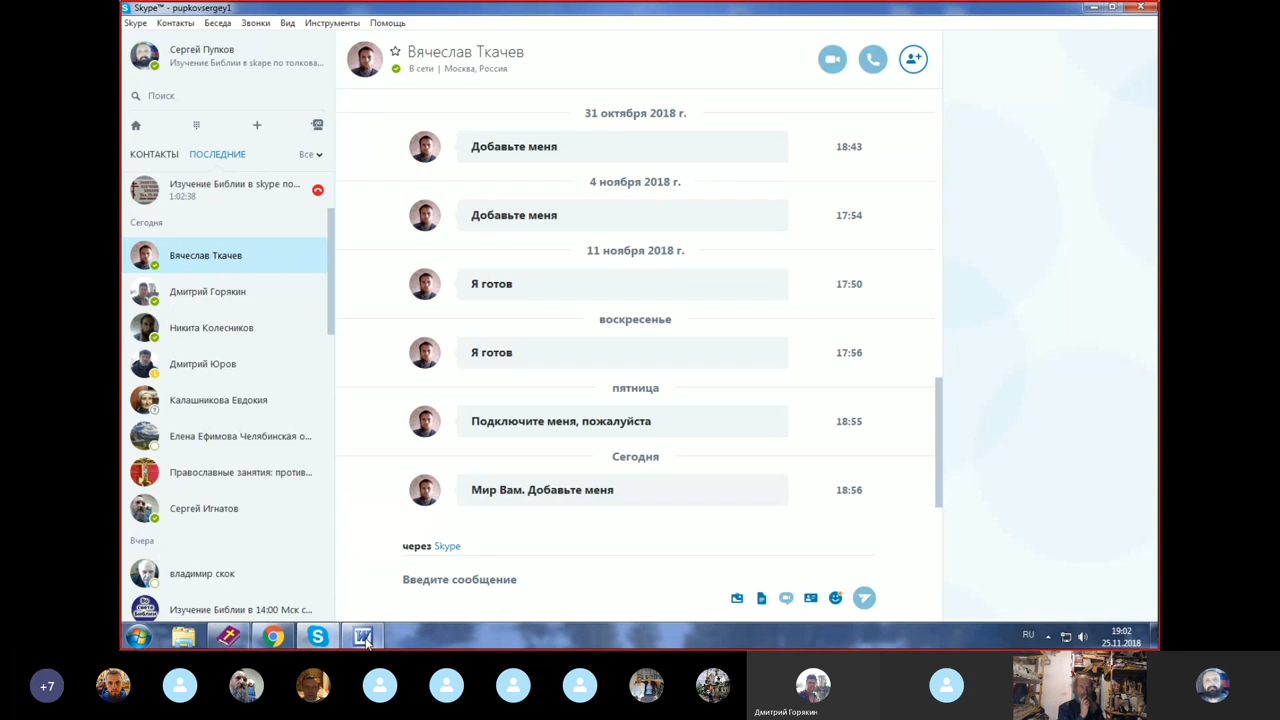 Skype™ - pupkovsergey1
Skype Контакты Беседа Звонки Вид Инструменты Помощь
Сергей Пупков
Изучение Библии в skape по толкова...
Поиск
КОНТАКТЫ ПОСЛЕДНИЕ Все
Изучение Библии в skype по...
1:02:38
Сегодня
Вячеслав Ткачев
Дмитрий Горякин
Никита Колесников
Дмитрий Юров
Калашникова Евдокия
Елена Ефимова Челябинская о...
Православные занятия: против...
Сергей Игнатов
Вчера
владимир скок
Изучение Библии в 14:00 Мск с...
Вячеслав Ткачев
В сети | Москва, Россия
31 октября 2018 г.
Добавьте меня 18:43
4 ноября 2018 г.
Добавьте меня 17:54
11 ноября 2018 г.
Я готов 17:50
воскресенье
Я готов 17:56
пятница
Подключите меня, пожалуйста 18:55
Сегодня
Мир Вам. Добавьте меня 18:56
через Skype
Введите сообщение
RU
19:02
25.11.2018
+7
Дмитрий Горякин